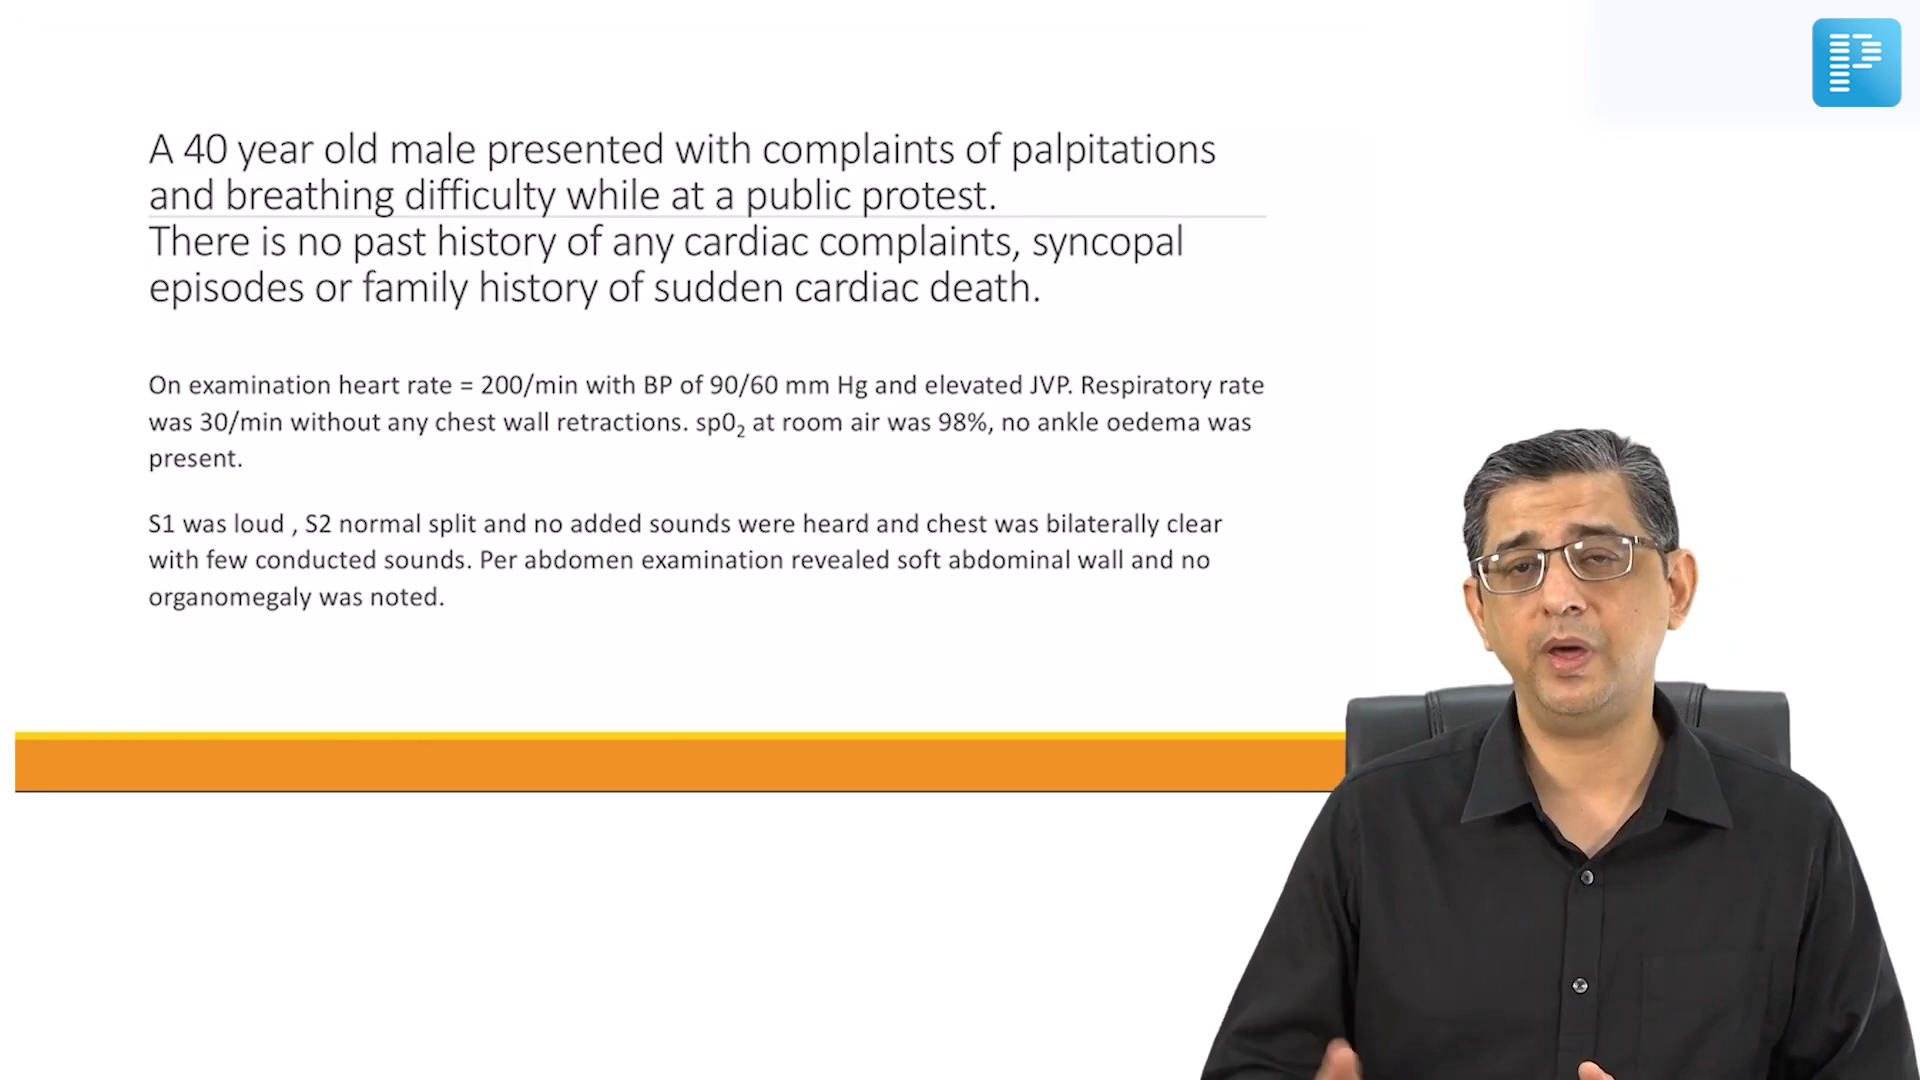 A 40 year old male presented with complaints of palpitations
and breathing difficulty while at a public protest.
There is no past history of any cardiac complaints, syncopal
episodes or family history of sudden cardiac death.
On examination heart rate = 200/min with BP of 90/60 mm Hg and elevated JVP. Respiratory rate
was 30/min without any chest wall retractions. sp0₂ at room air was 98%, no ankle oedema was
present.
S1 was loud , S2 normal split and no added sounds were heard and chest was bilaterally clear
with few conducted sounds. Per abdomen examination revealed soft abdominal wall and no
organomegaly was noted.